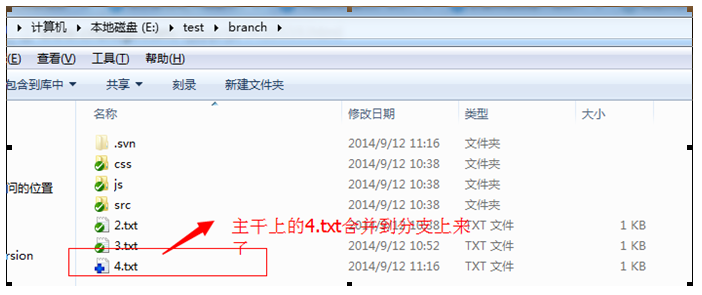 计算机 本地磁盘 (E:) test branch
(E) 查看(V) 工具(T) 帮助(H)
包含到库中 共享 刻录 新建文件夹
名称 修改日期 类型 大小
.svn 2014/9/12 11:16 文件夹
css 2014/9/12 10:38 文件夹
js 2014/9/12 10:38 文件夹
问的位置
src 2014/9/12 10:38 文件夹
主干上的4.txt合并到分支上来
了
2.txt 2014/9/12 10:38 TXT 文件 1 KB
3.txt 2014/9/12 10:52 TXT 文件 1 KB
ersion
4.txt 2014/9/12 11:16 TXT 文件 1 KB